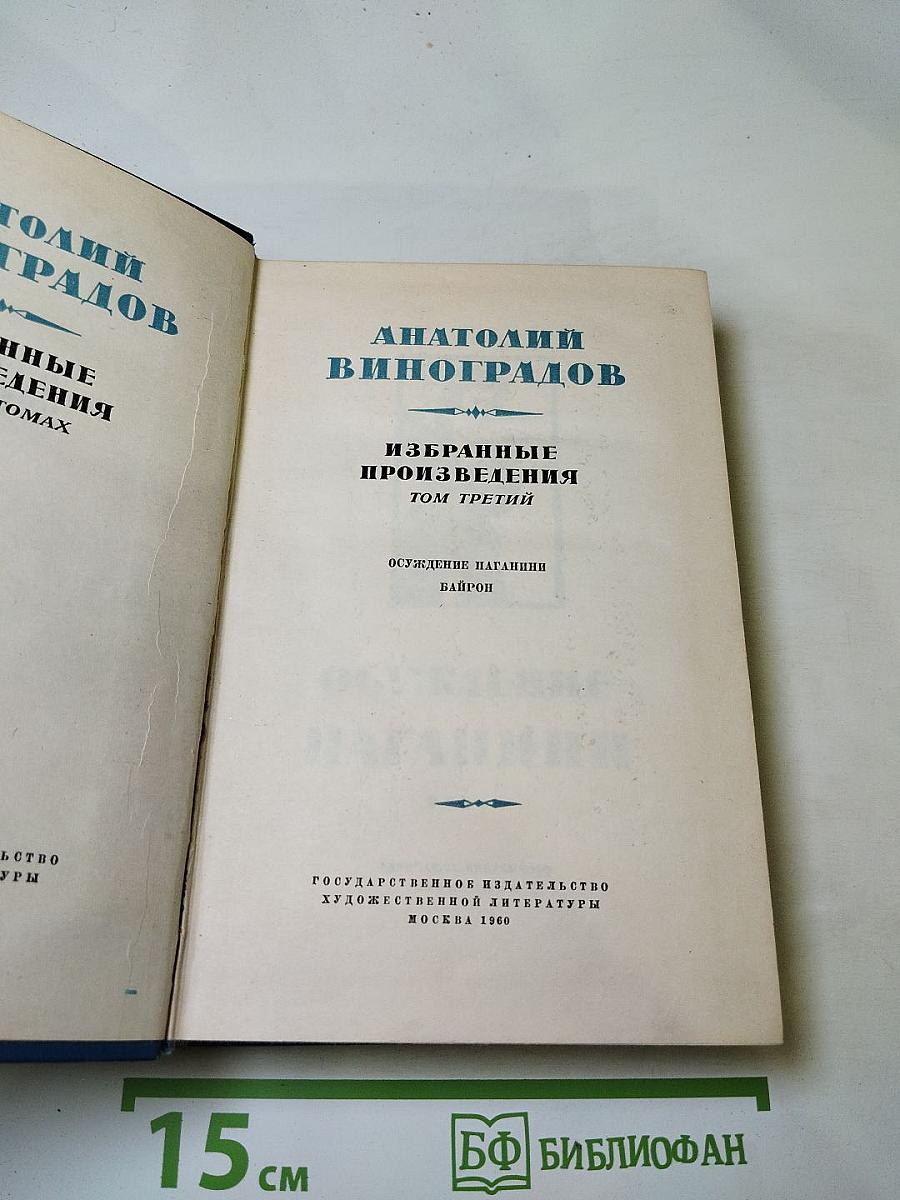 АНАТОЛИЙ
ВИНОГРАДОВ
ИЗБРАННЫЕ
ПРОИЗВЕДЕНИЯ
ТОМ ТРЕТИЙ
ОСУЖДЕНИЕ ПАГАНИНИ
БАЙРОН
ГОСУДАРСТВЕННОЕ ИЗДАТЕЛЬСТВО
ХУДОЖЕСТВЕННОЙ ЛИТЕРАТУРЫ
МОСКВА 1960
ТОЛИЙ
ГРАДОВ
ННЫЕ
ЕДЕНИЯ
ТОМАХ
ЬСТВО
УРЫ
15 СМ
БФ БИБЛИОФАН